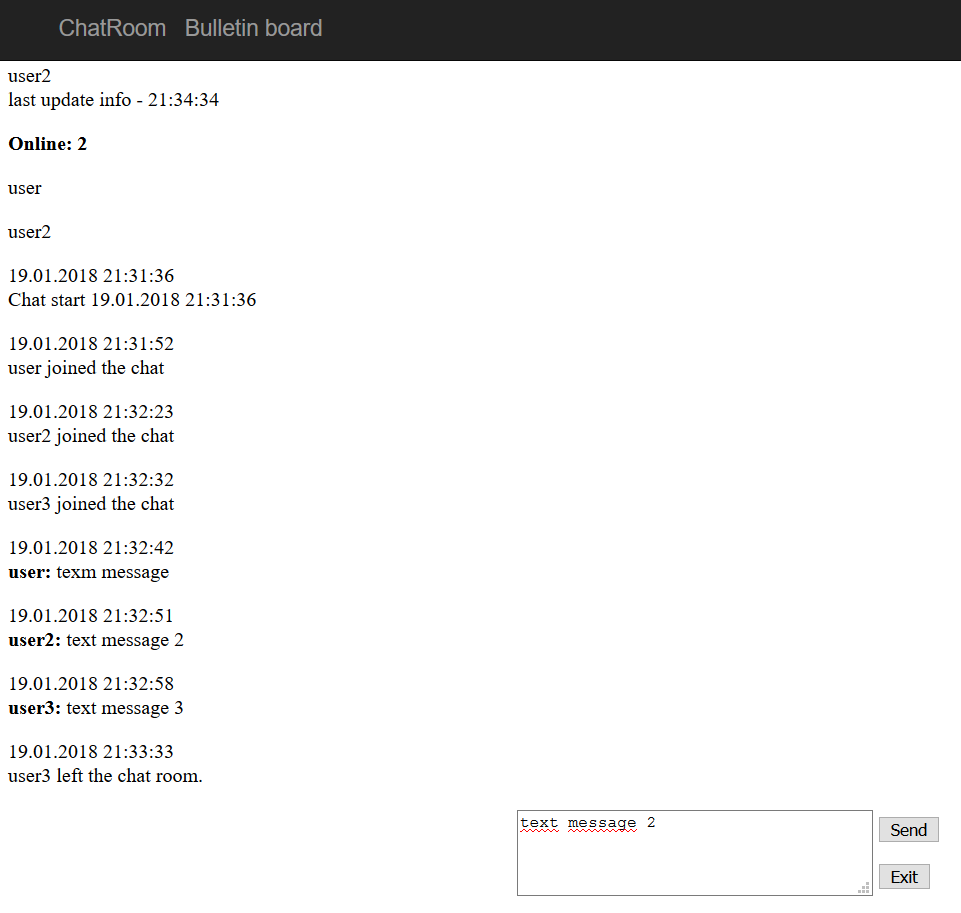 ChatRoom Bulletin board
user2
last update info - 21:34:34
Online: 2
user
user2
19.01.2018 21:31:36
Chat start 19.01.2018 21:31:36
19.01.2018 21:31:52
user joined the chat
19.01.2018 21:32:23
user2 joined the chat
19.01.2018 21:32:32
user3 joined the chat
19.01.2018 21:32:42
user: texm message
19.01.2018 21:32:51
user2: text message 2
19.01.2018 21:32:58
user3: text message 3
19.01.2018 21:33:33
user3 left the chat room.
text message 2
Send
Exit